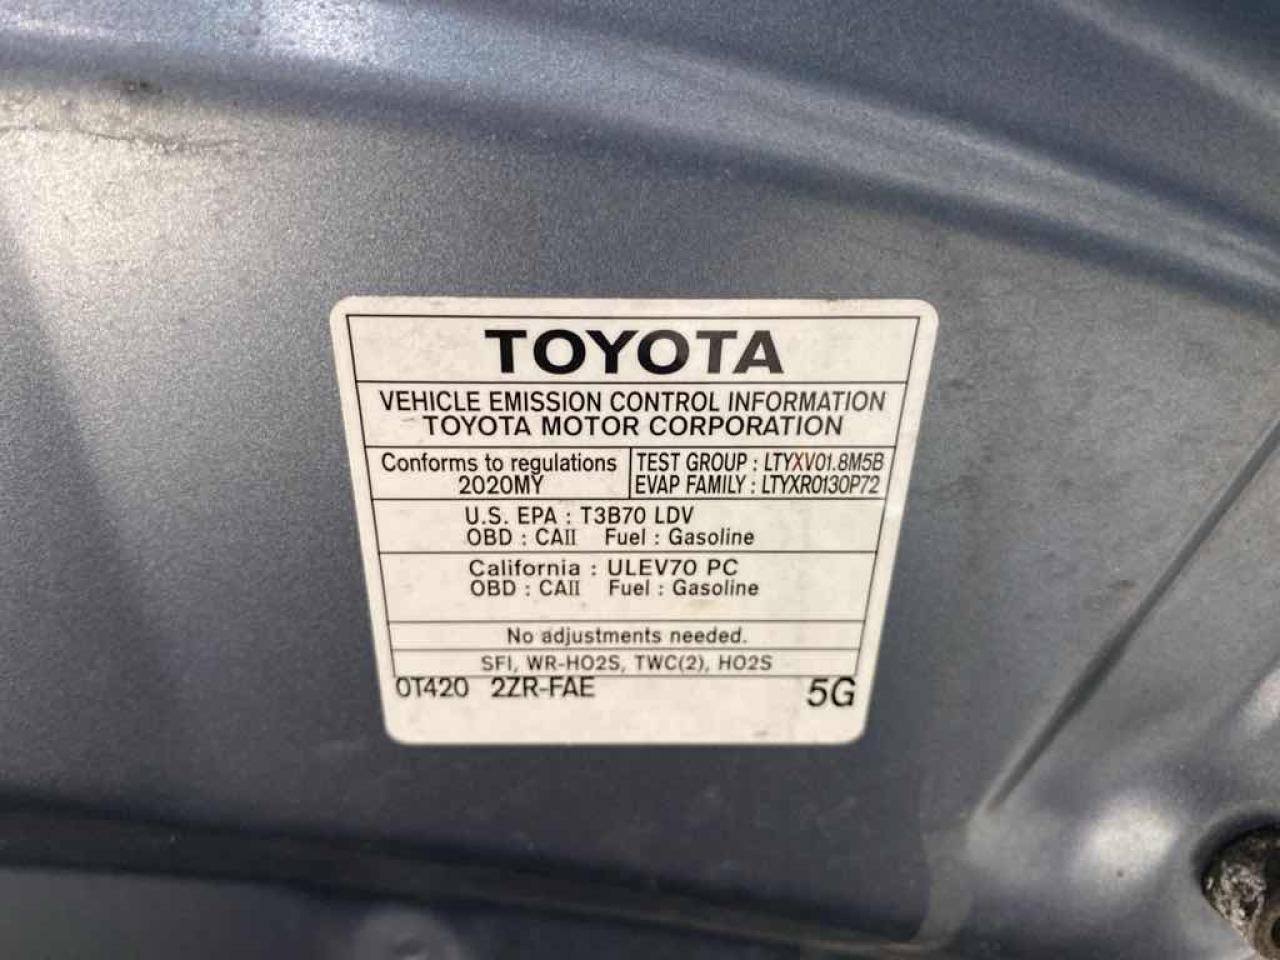 TOYOTA
VEHICLE EMISSION CONTROL INFORMATION
TOYOTA MOTOR CORPORATION
Conforms to regulations
2020MY
TEST GROUP : LTYXV01.8M5B
EVAP FAMILY : LTYXR0130P72
U.S. EPA : T3B70 LDV
OBD : CAII Fuel : Gasoline
California : ULEV70 PC
OBD : CAII Fuel : Gasoline
No adjustments needed.
SFI, WR-HO2S, TWC(2), HO2S
0T420 2ZR-FAE 5G